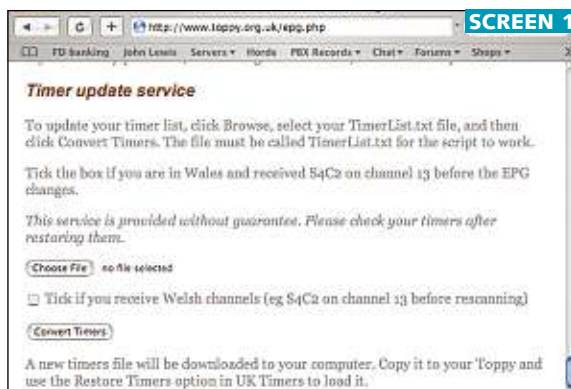 SCREEN 1
http://www.toppy.org.uk/epg.php
FD banking John Lewis Servers Words PBX Records Chat Forums Shops
Timer update service
To update your timer list, click Browse, select your TimerList.txt file, and then
click Convert Timers. The file must be called TimerList.txt for the script to work.
Tick the box if you are in Wales and received S4C2 on channel 13 before the EPG
changes.
This service is provided without guarantee. Please check your timers after
restoring them.
Choose File no file selected
Tick if you receive Welsh channels (eg S4C2 on channel 13 before rescanning)
Convert Timers
A new timers file will be downloaded to your computer. Copy it to your Toppy and
use the Restore Timers option in UK Timers to load it.